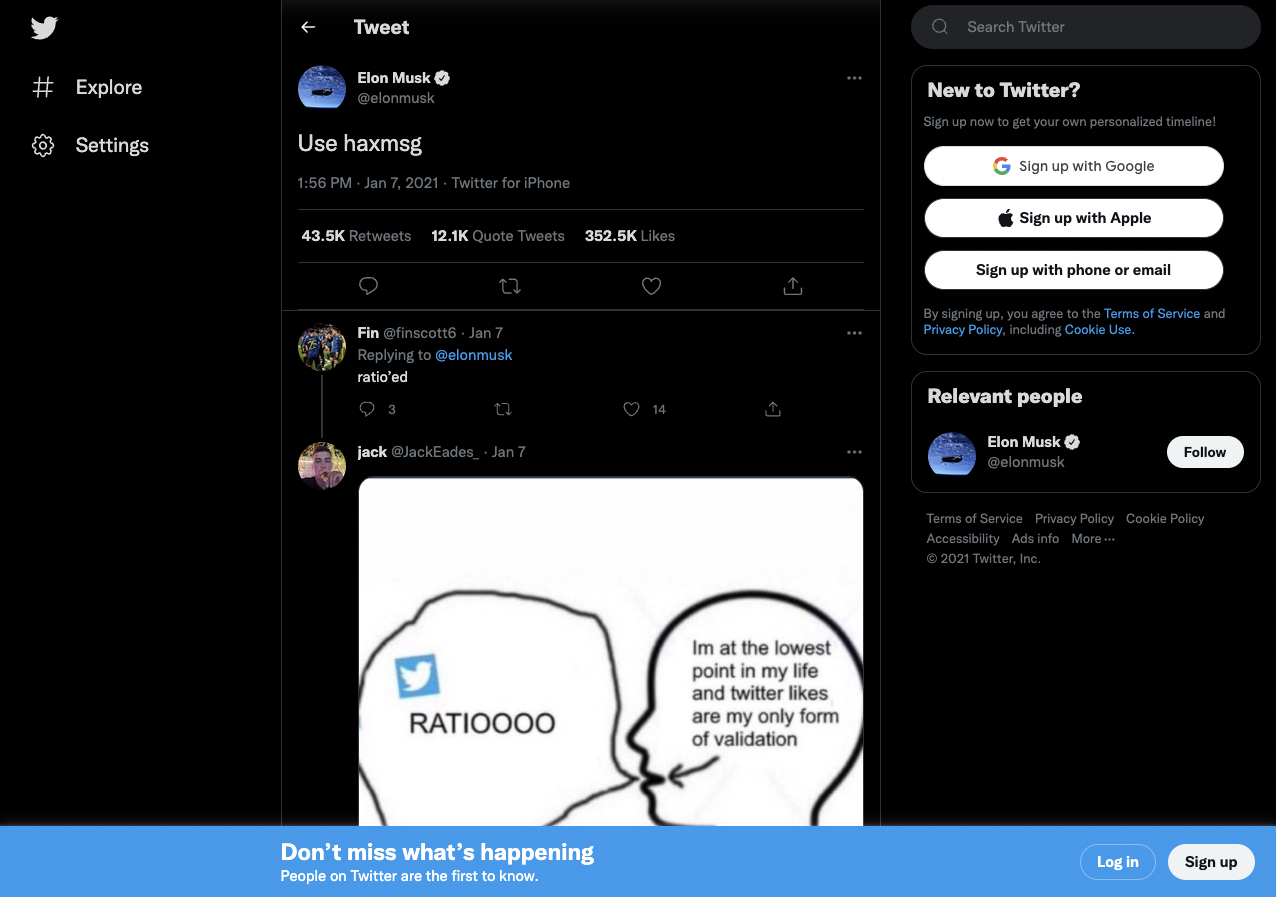 Tweet
Search Twitter
Explore
Settings
Elon Musk
@elonmusk
Use haxmsg
1:56 PM · Jan 7, 2021 · Twitter for iPhone
43.5K Retweets 12.1K Quote Tweets 352.5K Likes
Fin @finscott6 · Jan 7
Replying to @elonmusk
ratio’ed
3 14
jack @JackEades_ · Jan 7
RATIOOOO
Im at the lowest
point in my life
and twitter likes
are my only form
of validation
New to Twitter?
Sign up now to get your own personalized timeline!
Sign up with Google
Sign up with Apple
Sign up with phone or email
By signing up, you agree to the Terms of Service and
Privacy Policy, including Cookie Use.
Relevant people
Elon Musk
@elonmusk
Follow
Terms of Service Privacy Policy Cookie Policy
Accessibility Ads info More ···
© 2021 Twitter, Inc.
Don’t miss what’s happening
People on Twitter are the first to know.
Log in
Sign up